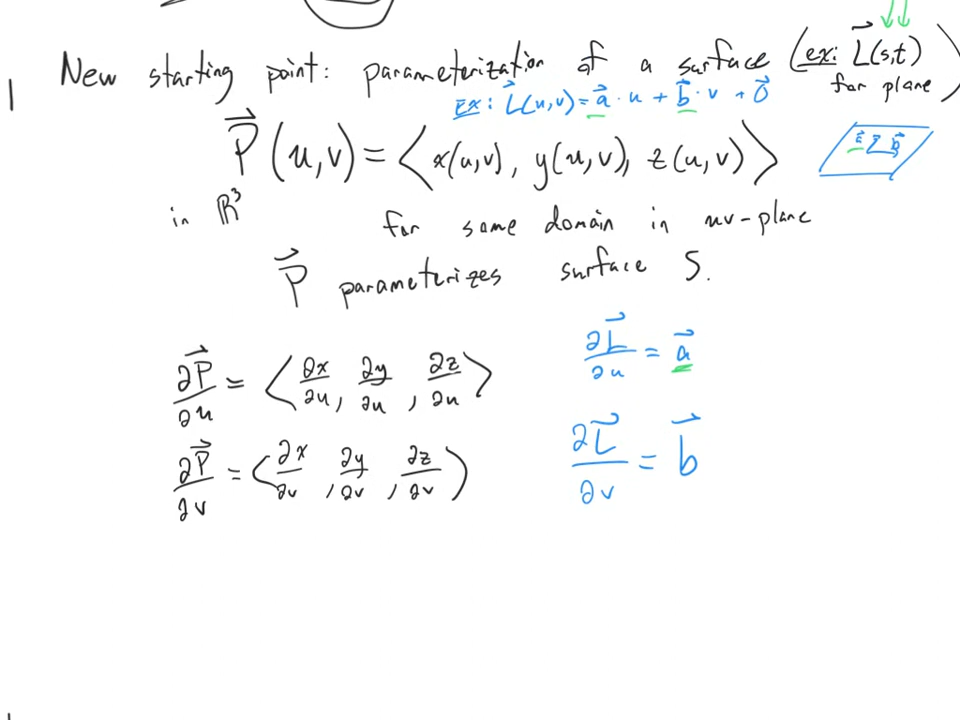 New starting point: parameterization of a surface (ex: L⃗(s,t) for plane)
Ex: L⃗(u,v) = a⃗·u + b⃗·v + 0⃗
P⃗(u,v) = ⟨x(u,v), y(u,v), z(u,v)⟩
a⃗ b⃗
in ℝ³ for some domain in uv-plane
P⃗ parameterizes surface S.
∂P⃗/∂u = ⟨∂x/∂u, ∂y/∂u, ∂z/∂u⟩ ∂L⃗/∂u = a⃗
∂P⃗/∂v = ⟨∂x/∂v, ∂y/∂v, ∂z/∂v⟩ ∂L⃗/∂v = b⃗